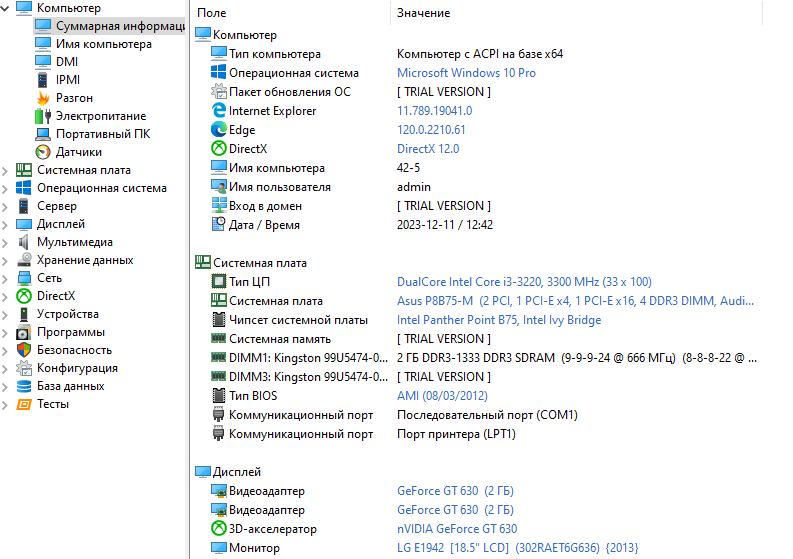 Компьютер
Суммарная информаци
Имя компьютера
DMI
IPMI
Разгон
Электропитание
Портативный ПК
Датчики
Системная плата
Операционная система
Сервер
Дисплей
Мультимедиа
Хранение данных
Сеть
DirectX
Устройства
Программы
Безопасность
Конфигурация
База данных
Тесты
Поле Значение
Компьютер
Тип компьютера Компьютер с ACPI на базе x64
Операционная система Microsoft Windows 10 Pro
Пакет обновления ОС [ TRIAL VERSION ]
Internet Explorer 11.789.19041.0
Edge 120.0.2210.61
DirectX DirectX 12.0
Имя компьютера 42-5
Имя пользователя admin
Вход в домен [ TRIAL VERSION ]
Дата / Время 2023-12-11 / 12:42
Системная плата
Тип ЦП DualCore Intel Core i3-3220, 3300 MHz (33 x 100)
Системная плата Asus P8B75-M (2 PCI, 1 PCI-E x4, 1 PCI-E x16, 4 DDR3 DIMM, Audi...
Чипсет системной платы Intel Panther Point B75, Intel Ivy Bridge
Системная память [ TRIAL VERSION ]
DIMM1: Kingston 99U5474-0... 2 ГБ DDR3-1333 DDR3 SDRAM (9-9-9-24 @ 666 МГц) (8-8-8-22 @ ...
DIMM3: Kingston 99U5474-0... [ TRIAL VERSION ]
Тип BIOS AMI (08/03/2012)
Коммуникационный порт Последовательный порт (COM1)
Коммуникационный порт Порт принтера (LPT1)
Дисплей
Видеоадаптер GeForce GT 630 (2 ГБ)
Видеоадаптер GeForce GT 630 (2 ГБ)
3D-акселератор nVIDIA GeForce GT 630
Монитор LG E1942 [18.5" LCD] (302RAET6G636) {2013}